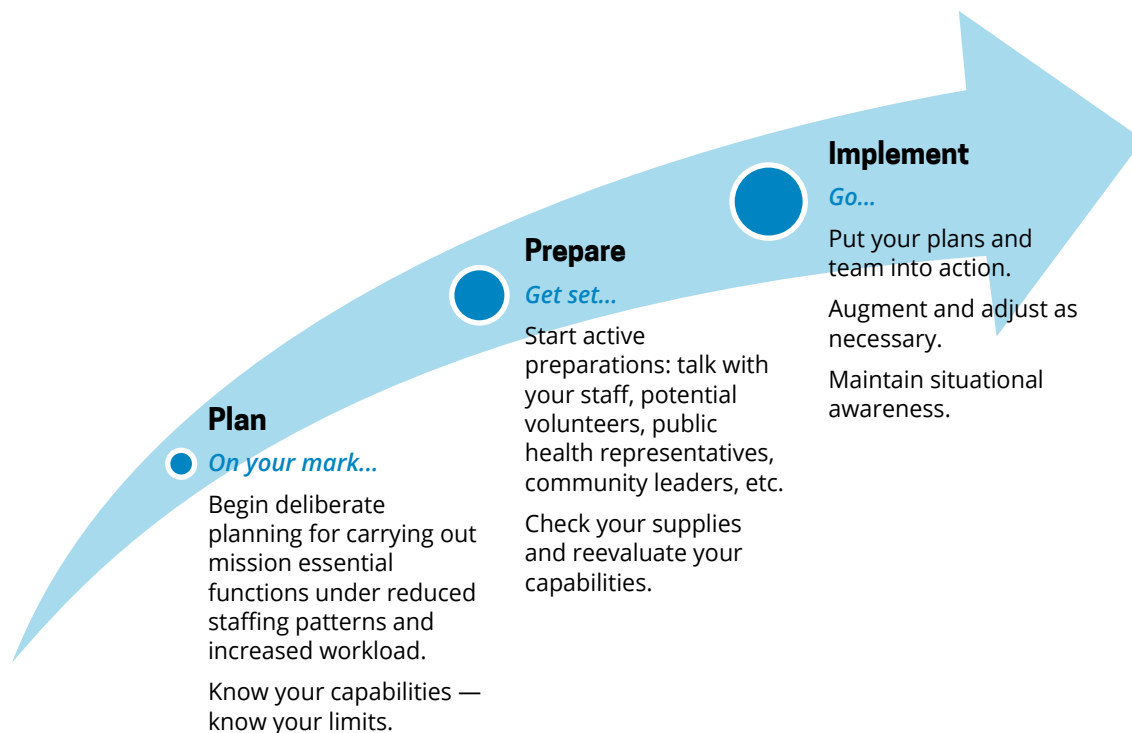 Plan
On your mark...
Begin deliberate
planning for carrying out
mission essential
functions under reduced
staffing patterns and
increased workload.
Know your capabilities —
know your limits.
Prepare
Get set...
Start active
preparations: talk with
your staff, potential
volunteers, public
health representatives,
community leaders, etc.
Check your supplies
and reevaluate your
capabilities.
Implement
Go...
Put your plans and
team into action.
Augment and adjust as
necessary.
Maintain situational
awareness.